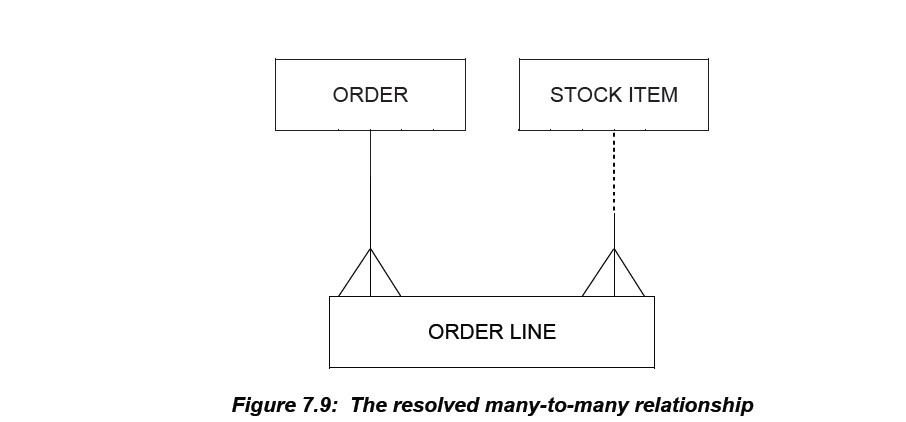 ORDER
STOCK ITEM
ORDER LINE
Figure 7.9:  The resolved many-to-many relationship